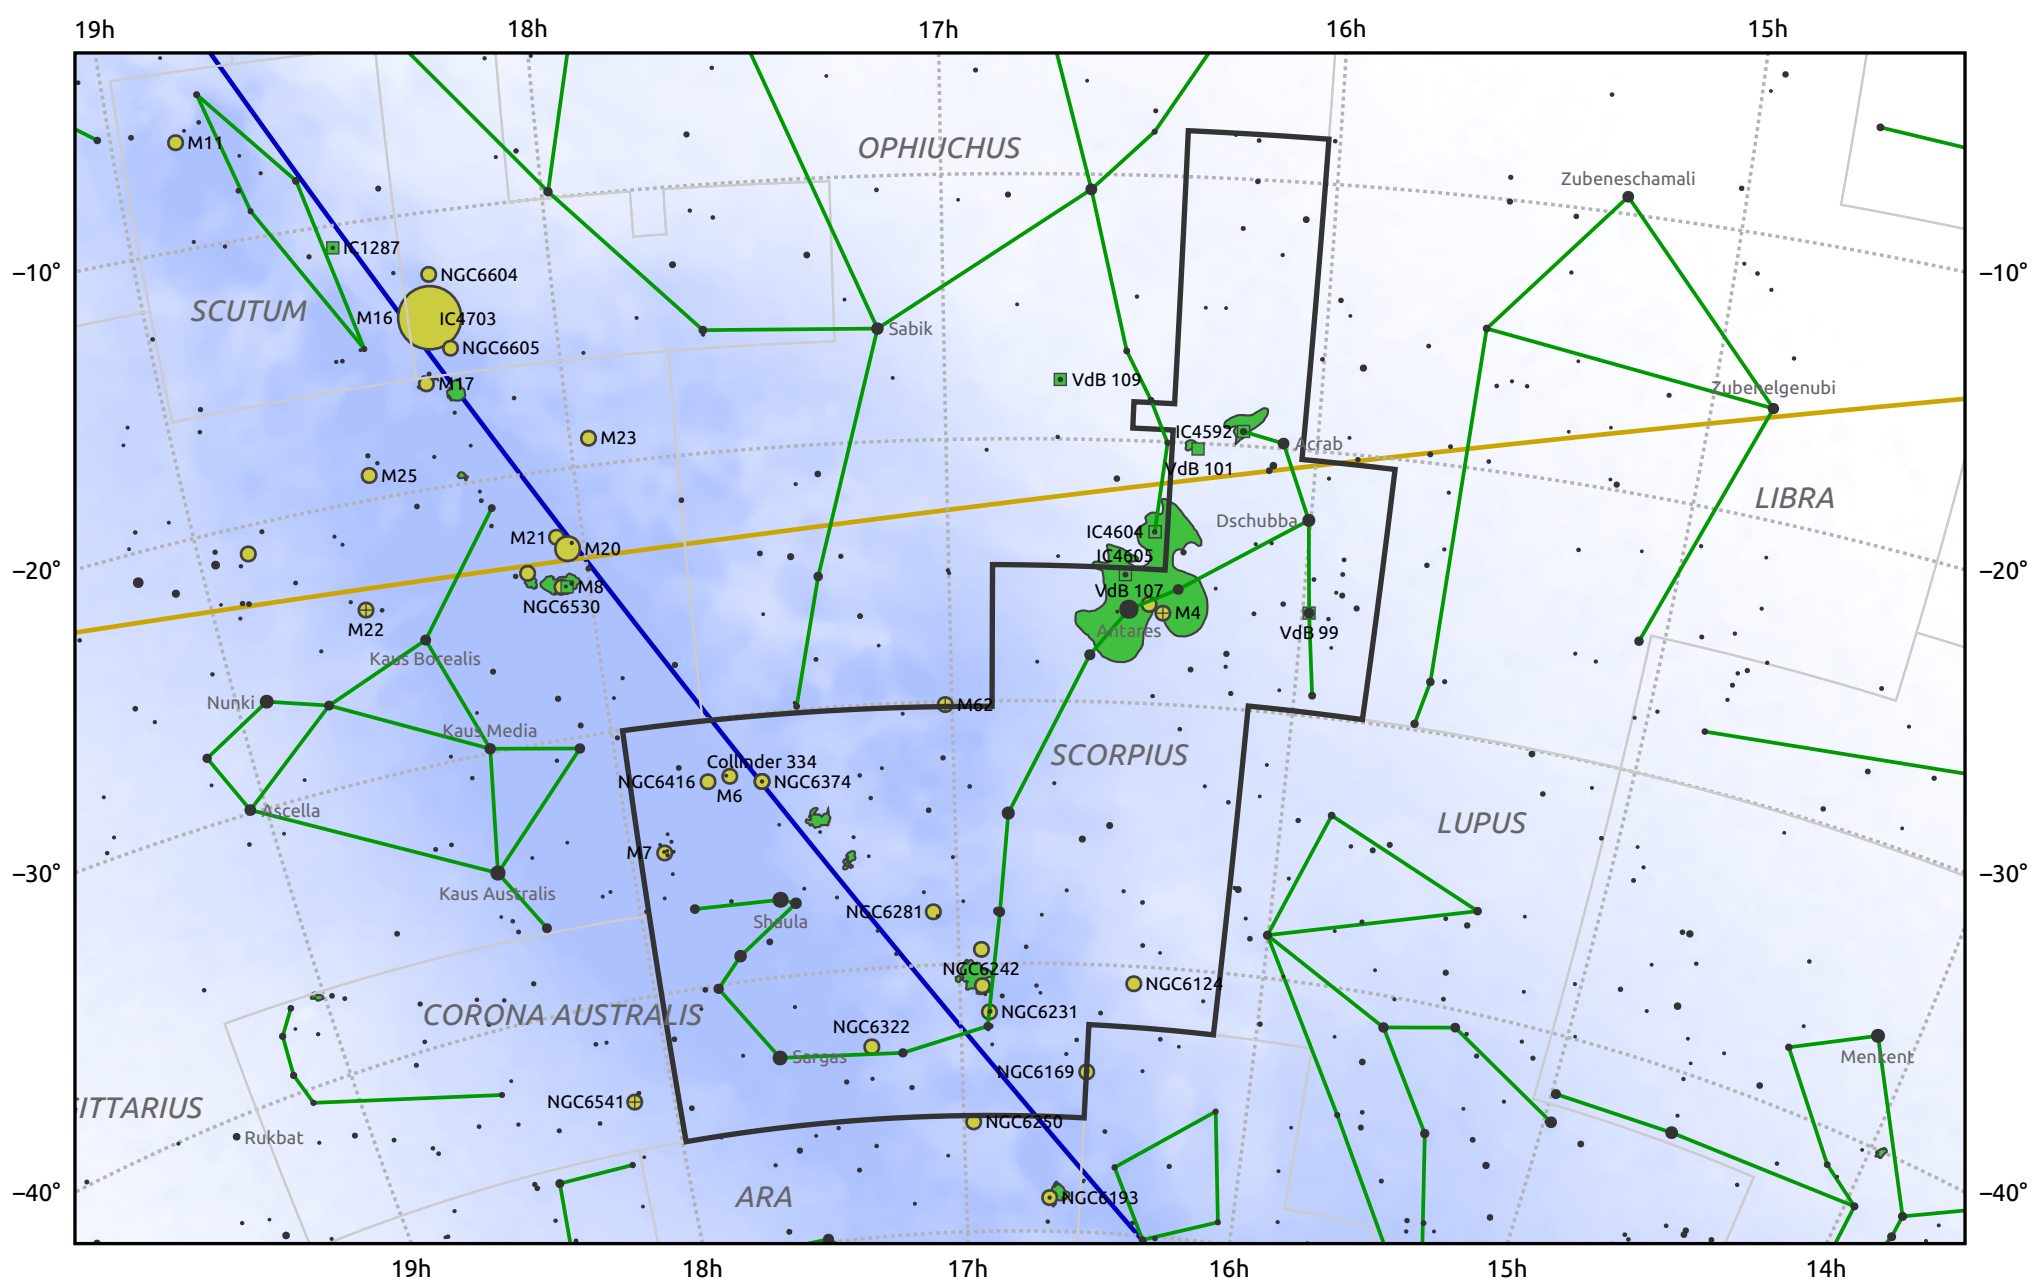 19h
18h
17h
16h
15h
M11
OPHIUCHUS
Zubeneschamali
IC1287
−10°
NGC6604
−10°
SCUTUM
M16
IC4703
Sabik
NGC6605
VdB 109
M17
Zubenelgenubi
M23
IC4592
Acrab
M25
VdB 101
LIBRA
Dschubba
IC4604
M21
M20
IC4605
−20°
−20°
M8
VdB 107
NGC6530
M4
M22
Antares
VdB 99
Kaus Borealis
Nunki
M62
Kaus Media
SCORPIUS
Collinder 334
NGC6416
NGC6374
M6
Ascella
LUPUS
M7
−30°
−30°
Kaus Australis
NGC6281
Shaula
NGC6242
NGC6124
NGC6231
CORONA AUSTRALIS
NGC6322
Sargas
Menkent
NGC6169
NGC6541
ITTARIUS
NGC6250
Rukbat
−40°
−40°
ARA
NGC6193
19h
18h
17h
16h
15h
14h